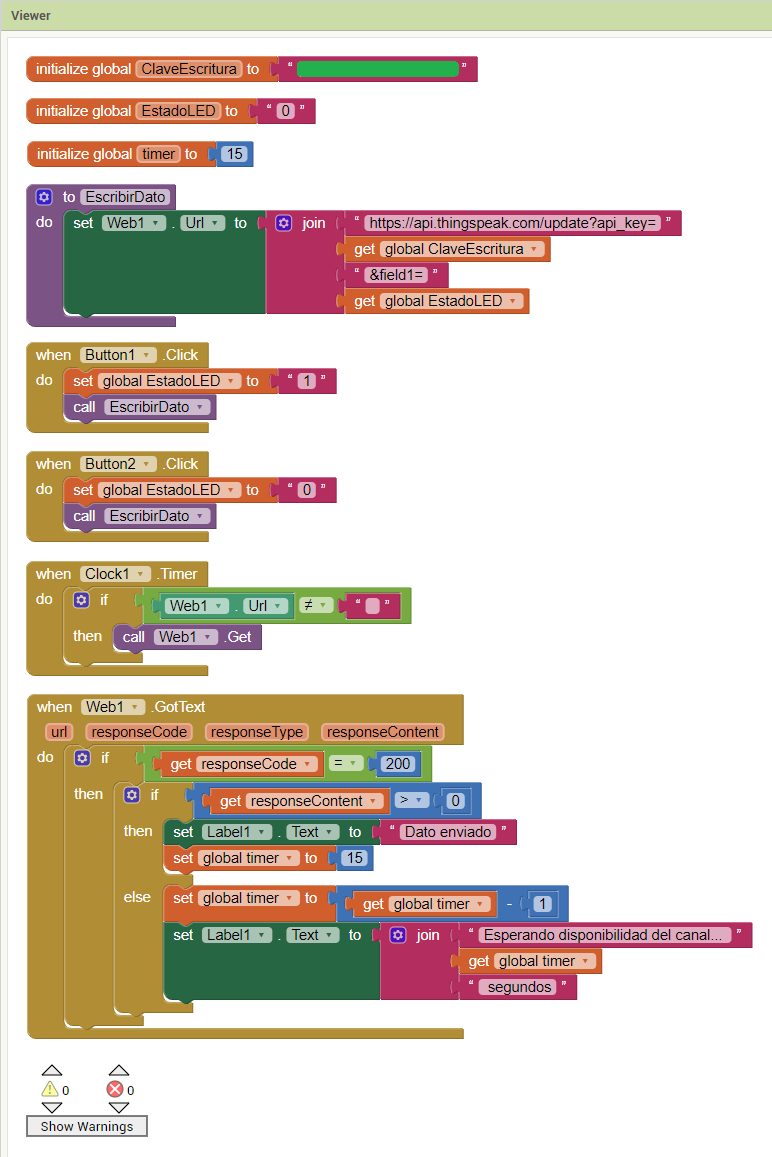 Viewer
initialize global ClaveEscritura to " "
initialize global EstadoLED to " 0 "
initialize global timer to 15
to EscribirDato
do set Web1 . Url to join " https://api.thingspeak.com/update?api_key= "
get global ClaveEscritura
" &field1= "
get global EstadoLED
when Button1 .Click
do set global EstadoLED to " 1 "
call EscribirDato
when Button2 .Click
do set global EstadoLED to " 0 "
call EscribirDato
when Clock1 .Timer
do if Web1 . Url ≠ " "
then call Web1 .Get
when Web1 .GotText
url responseCode responseType responseContent
do if get responseCode = 200
then if get responseContent > 0
then set Label1 . Text to " Dato enviado "
set global timer to 15
else set global timer to get global timer - 1
set Label1 . Text to join " Esperando disponibilidad del canal... "
get global timer
" segundos "
0 0
Show Warnings